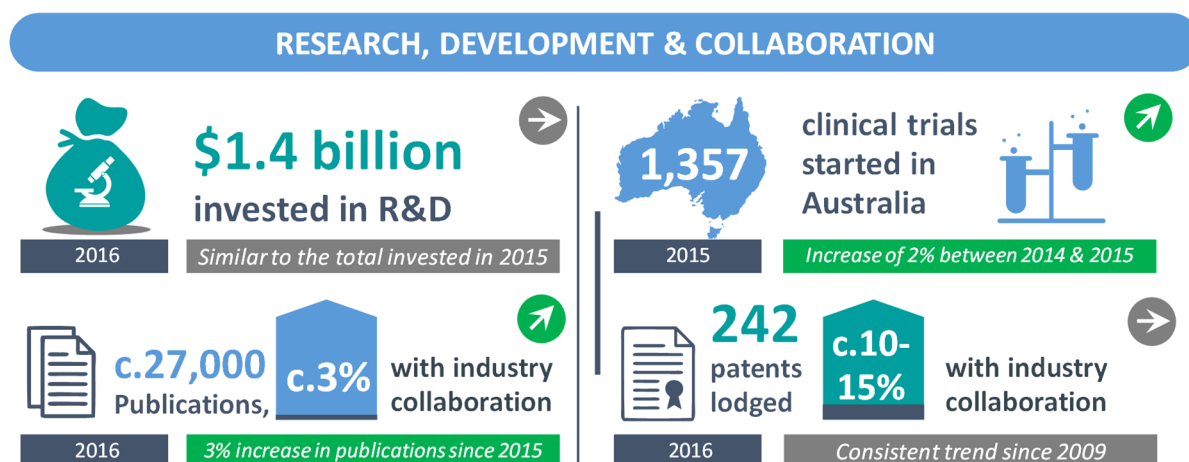 RESEARCH, DEVELOPMENT & COLLABORATION
$1.4 billion
invested in R&D
2016
Similar to the total invested in 2015
1,357
clinical trials
started in
Australia
2015
Increase of 2% between 2014 & 2015
c.27,000
Publications,
c.3%
with industry
collaboration
2016
3% increase in publications since 2015
242
patents
lodged
c.10-
15%
with industry
collaboration
2016
Consistent trend since 2009